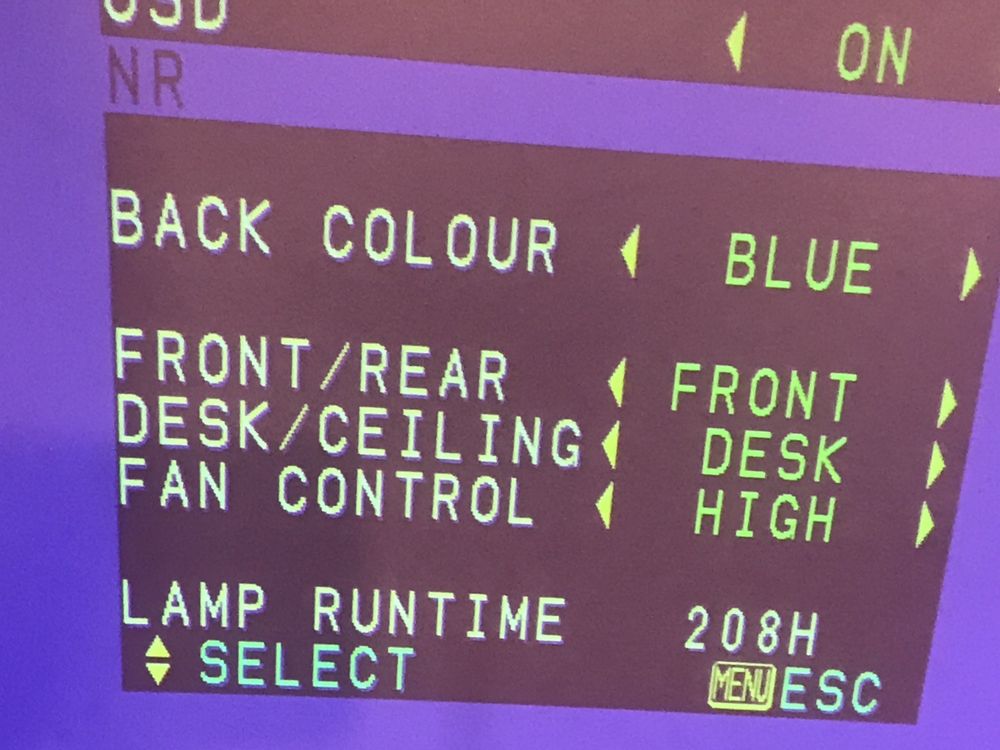 OSD ON
NR
BACK COLOUR BLUE
FRONT/REAR FRONT
DESK/CEILING DESK
FAN CONTROL HIGH
LAMP RUNTIME 208H
SELECT MENU ESC